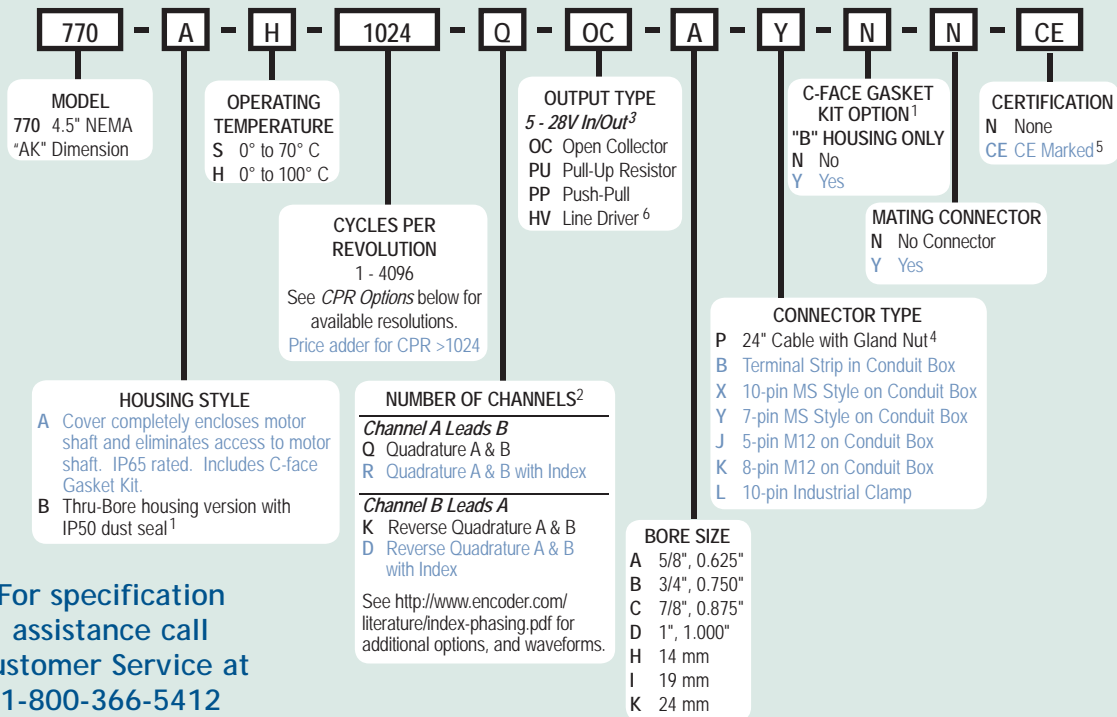 770 - A - H - 1024 - Q - OC - A - Y - N - N - CE
MODEL
770 4.5" NEMA
"AK" Dimension
OPERATING
TEMPERATURE
S 0° to 70° C
H 0° to 100° C
OUTPUT TYPE
5 - 28V In/Out3
OC Open Collector
PU Pull-Up Resistor
PP Push-Pull
HV Line Driver 6
C-FACE GASKET
KIT OPTION1
"B" HOUSING ONLY
N No
Y Yes
CERTIFICATION
N None
CE CE Marked5
CYCLES PER
REVOLUTION
1 - 4096
See CPR Options below for
available resolutions.
Price adder for CPR >1024
MATING CONNECTOR
N No Connector
Y Yes
CONNECTOR TYPE
P 24" Cable with Gland Nut4
B Terminal Strip in Conduit Box
X 10-pin MS Style on Conduit Box
Y 7-pin MS Style on Conduit Box
J 5-pin M12 on Conduit Box
K 8-pin M12 on Conduit Box
L 10-pin Industrial Clamp
HOUSING STYLE
A Cover completely encloses motor
shaft and eliminates access to motor
shaft. IP65 rated. Includes C-face
Gasket Kit.
B Thru-Bore housing version with
IP50 dust seal1
NUMBER OF CHANNELS2
Channel A Leads B
Q Quadrature A & B
R Quadrature A & B with Index
Channel B Leads A
K Reverse Quadrature A & B
D Reverse Quadrature A & B
with Index
See http://www.encoder.com/
literature/index-phasing.pdf for
additional options, and waveforms.
BORE SIZE
A 5/8", 0.625"
B 3/4", 0.750"
C 7/8", 0.875"
D 1", 1.000"
H 14 mm
I 19 mm
K 24 mm
For specification
assistance call
ustomer Service at
1-800-366-5412